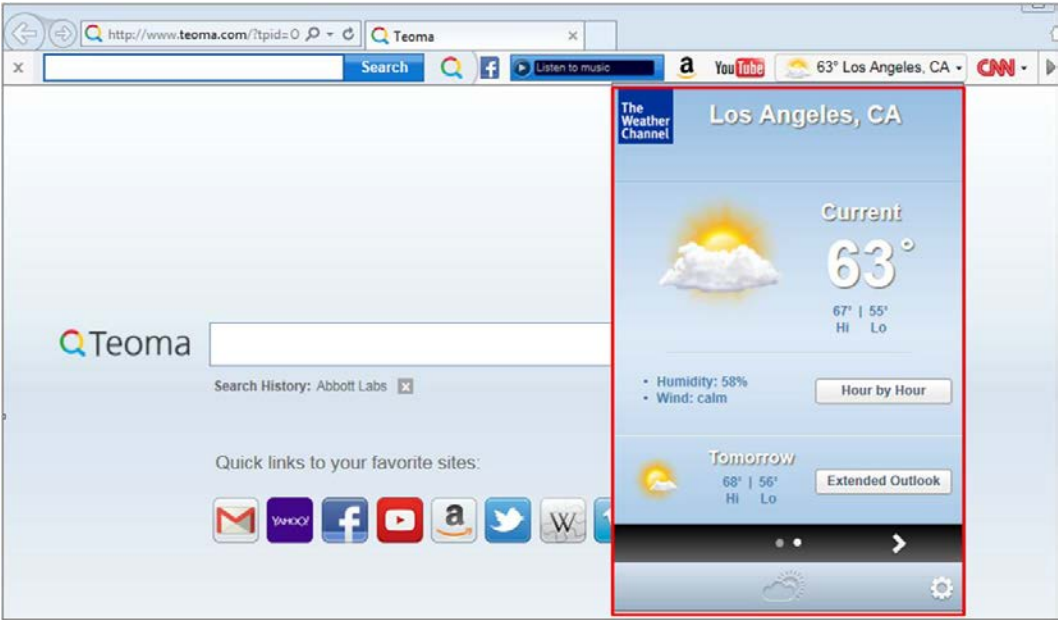 http://www.teoma.com/?tpid=O
Teoma
Search
Listen to music
a
You Tube
63° Los Angeles, CA
CNN
The
Weather
Channel
Los Angeles, CA
Current
63°
67° | 55°
Hi Lo
Teoma
Search History: Abbott Labs
• Humidity: 58%
• Wind: calm
Hour by Hour
Quick links to your favorite sites:
Tomorrow
68° | 56°
Hi Lo
Extended Outlook
YAHOO!
a
W